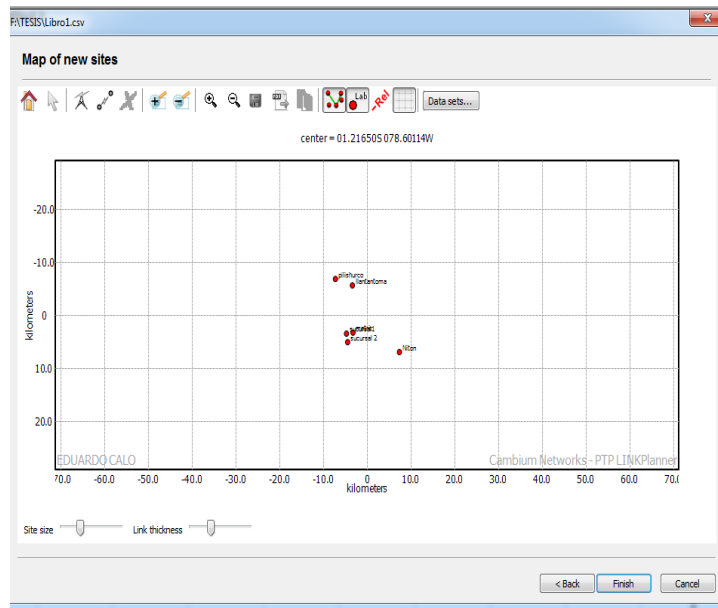 F:\TESIS\Libro1.csv
Map of new sites
Lab
-Rel
Data sets...
center = 01.21650S 078.60114W
-20.0
-10.0
0
10.0
20.0
kilometers
pilishurco
llantantoma
sucursal 2
Niton
EDUARDO CALO
Cambium Networks - PTP LINKPlanner
70.0 -60.0 -50.0 -40.0 -30.0 -20.0 -10.0 0 10.0 20.0 30.0 40.0 50.0 60.0 70.(
kilometers
Site size
Link thickness
< Back
Finish
Cancel